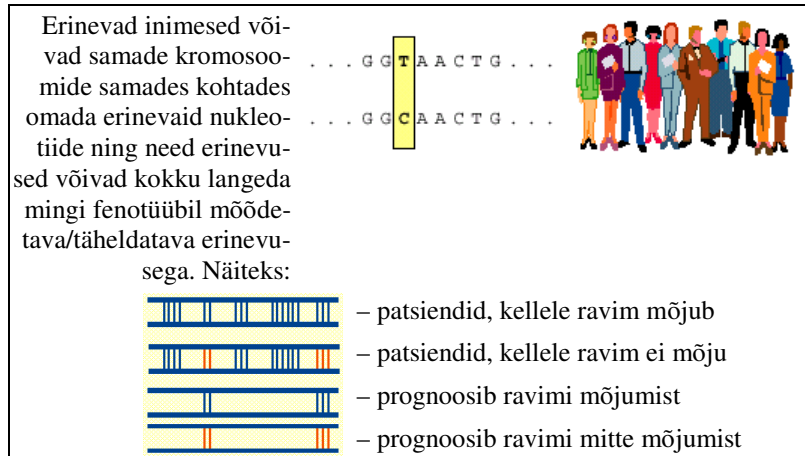 Erinevad inimesed või-
vad samade kromosoo-
mide samades kohtades
omada erinevaid nukleo-
tiide ning need erinevu-
sed võivad kokku langeda
mingi fenotüübil mõõde-
tava/täheldatava erinevu-
sega. Näiteks:
. . . G G T A A C T G . . .
. . . G G C A A C T G . . .
– patsiendid, kellele ravim mõjub
– patsiendid, kellele ravim ei mõju
– prognoosib ravimi mõjumist
– prognoosib ravimi mitte mõjumist